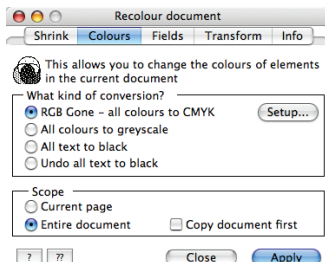 Recolour document
Shrink Colours Fields Transform Info
This allows you to change the colours of elements
in the current document
What kind of conversion?
RGB Gone – all colours to CMYK Setup...
All colours to greyscale
All text to black
Undo all text to black
Scope
Current page
Entire document Copy document first
? ?? Close Apply